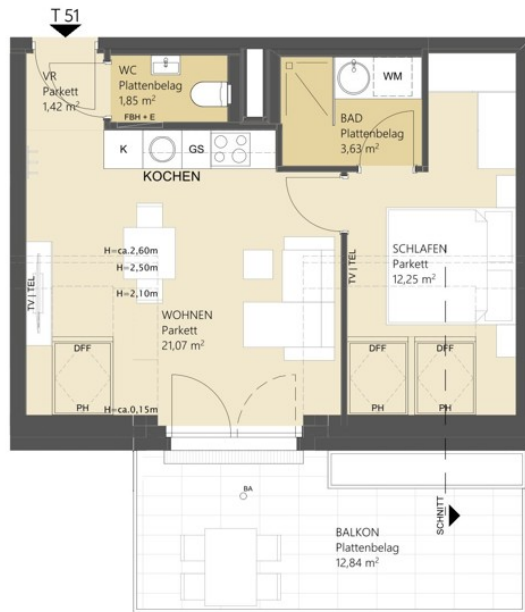 T 51
VR
Parkett
1,42 m²
WC
Plattenbelag
1,85 m²
FBH + E
WM
BAD
Plattenbelag
3,63 m²
K
GS
KOCHEN
H=ca.2,60m
H=2,50m
H=2,10m
TV | TEL
WOHNEN
Parkett
21,07 m²
TV | TEL
SCHLAFEN
Parkett
12,25 m²
DFF
PH
DFF
DFF
PH
PH
H=ca.0,15m
BA
SCHNITT
BALKON
Plattenbelag
12,84 m²